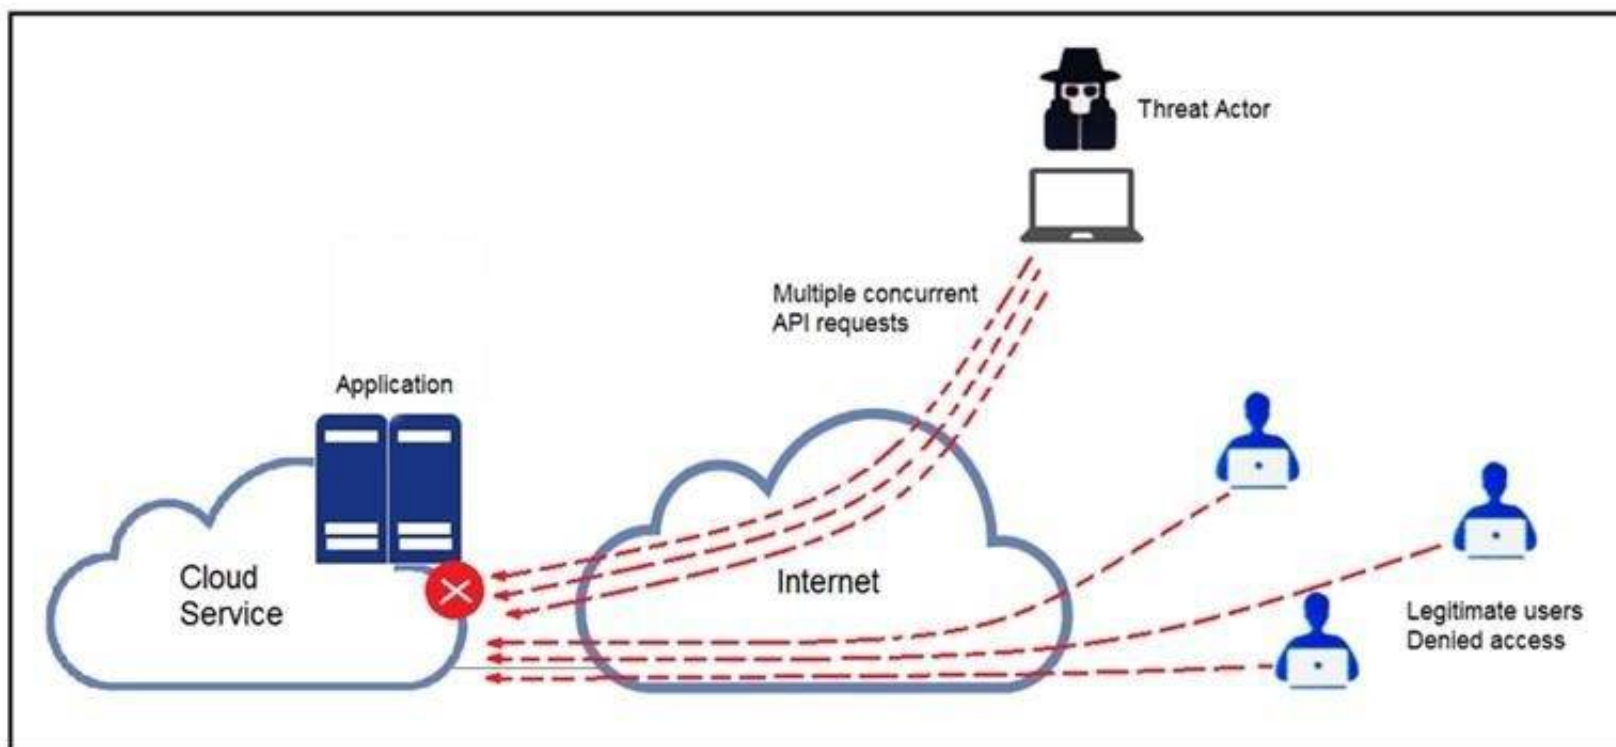 Threat Actor
Multiple concurrent
API requests
Application
Cloud
Service
Internet
Legitimate users
Denied access